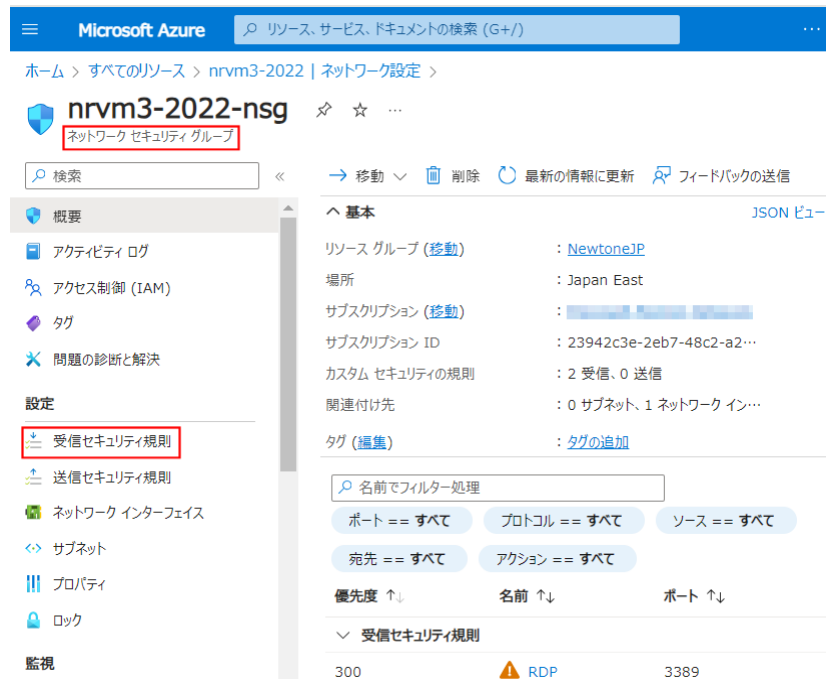 Microsoft Azure
リソース、サービス、ドキュメントの検索 (G+/)
ホーム > すべてのリソース > nrvm3-2022 | ネットワーク設定 >
nrvm3-2022-nsg
ネットワーク セキュリティ グループ
検索
移動
削除
最新の情報に更新
フィードバックの送信
概要
アクティビティ ログ
アクセス制御 (IAM)
タグ
問題の診断と解決
設定
受信セキュリティ規則
送信セキュリティ規則
ネットワーク インターフェイス
サブネット
プロパティ
ロック
監視
基本
JSON ビュー
リソース グループ (移動) : NewtoneJP
場所 : Japan East
サブスクリプション (移動) :
サブスクリプション ID : 23942c3e-2eb7-48c2-a2…
カスタム セキュリティの規則 : 2 受信、0 送信
関連付け先 : 0 サブネット、1 ネットワーク イン…
タグ (編集) : タグの追加
名前でフィルター処理
ポート == すべて
プロトコル == すべて
ソース == すべて
宛先 == すべて
アクション == すべて
優先度 ↑↓ 名前 ↑↓ ポート ↑↓
受信セキュリティ規則
300 RDP 3389